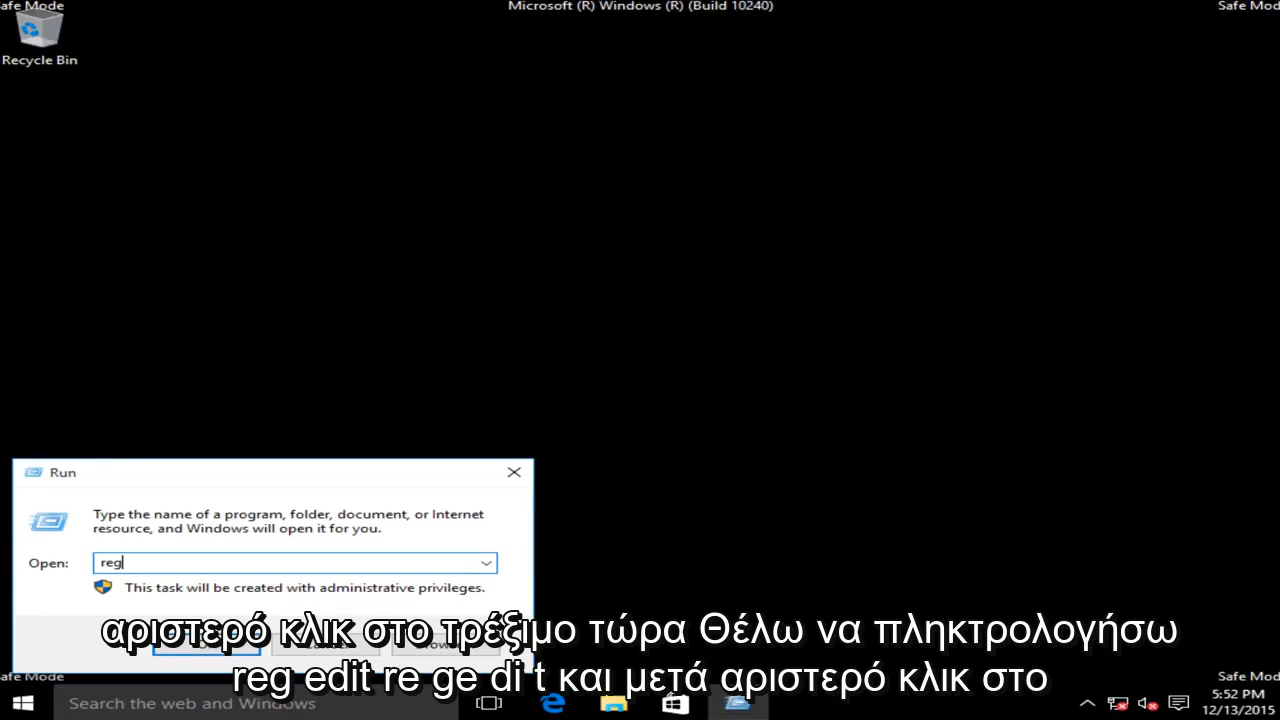 afe Mode
Microsoft (R) Windows (R) (Build 10240)
Safe Mod
Recycle Bin
Run
Type the name of a program, folder, document, or Internet
resource, and Windows will open it for you.
Open:
reg
This task will be created with administrative privileges.
αριστερό κλικ στο τρέξιμο τώρα Θέλω να πληκτρολογήσω
reg edit re ge di t και μετά αριστερό κλικ στο
afe Mode
Safe Mod
Search the web and Windows
5:52 PM
12/13/2015